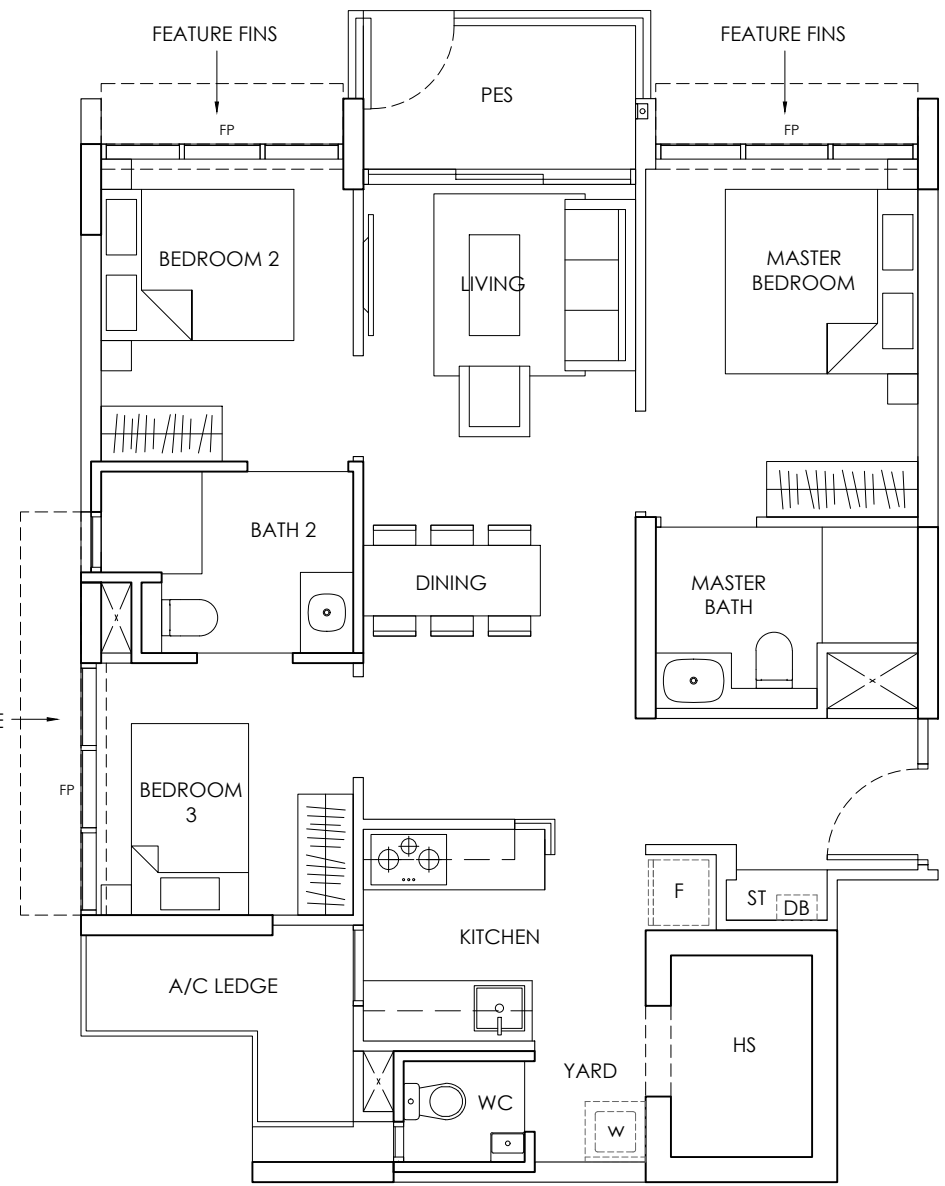 FEATURE FINS
FEATURE FINS
PES
FP
FP
BEDROOM 2
LIVING
MASTER
BEDROOM
BATH 2
DINING
MASTER
BATH
FP
BEDROOM
3
F
ST
DB
KITCHEN
A/C LEDGE
HS
YARD
WC
W